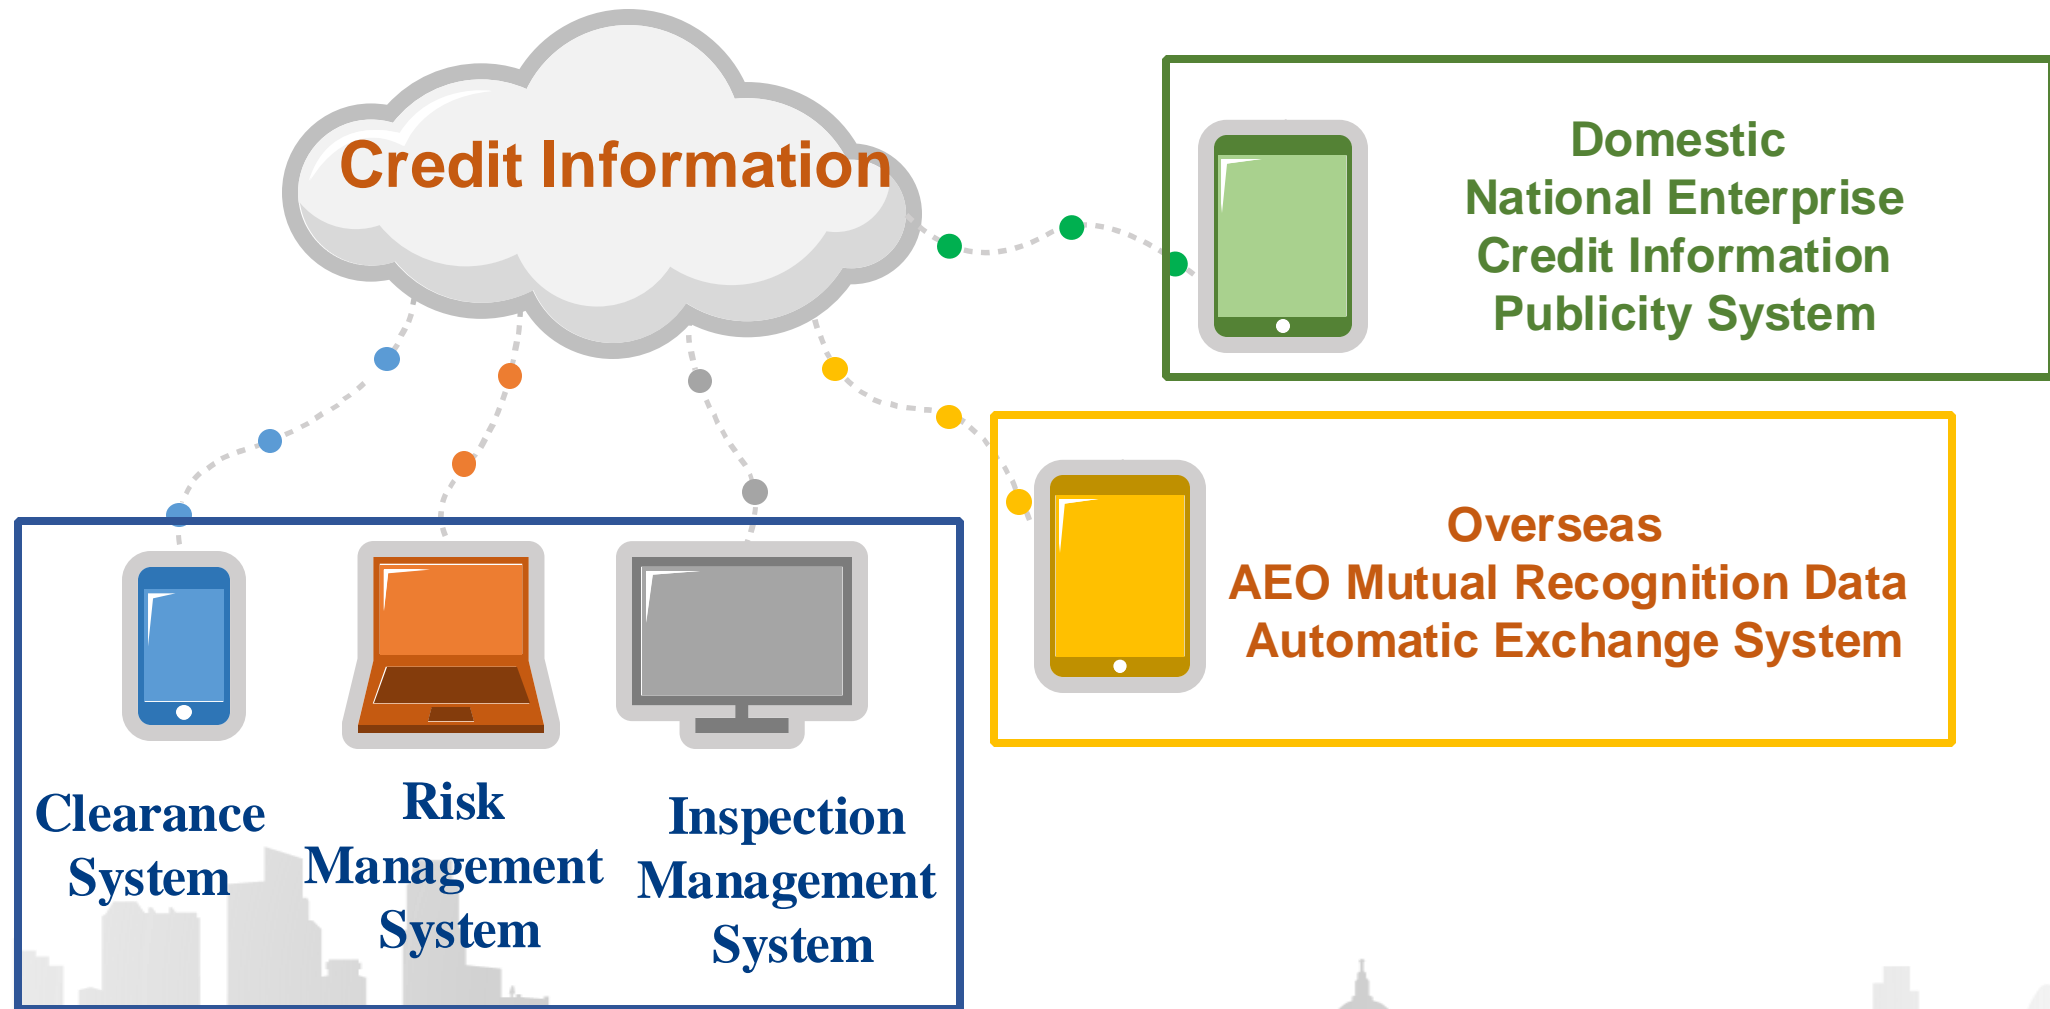 Credit Information
Domestic
National Enterprise
Credit Information
Publicity System
Overseas
AEO Mutual Recognition Data
Automatic Exchange System
Clearance
System
Risk
Management
System
Inspection
Management
System